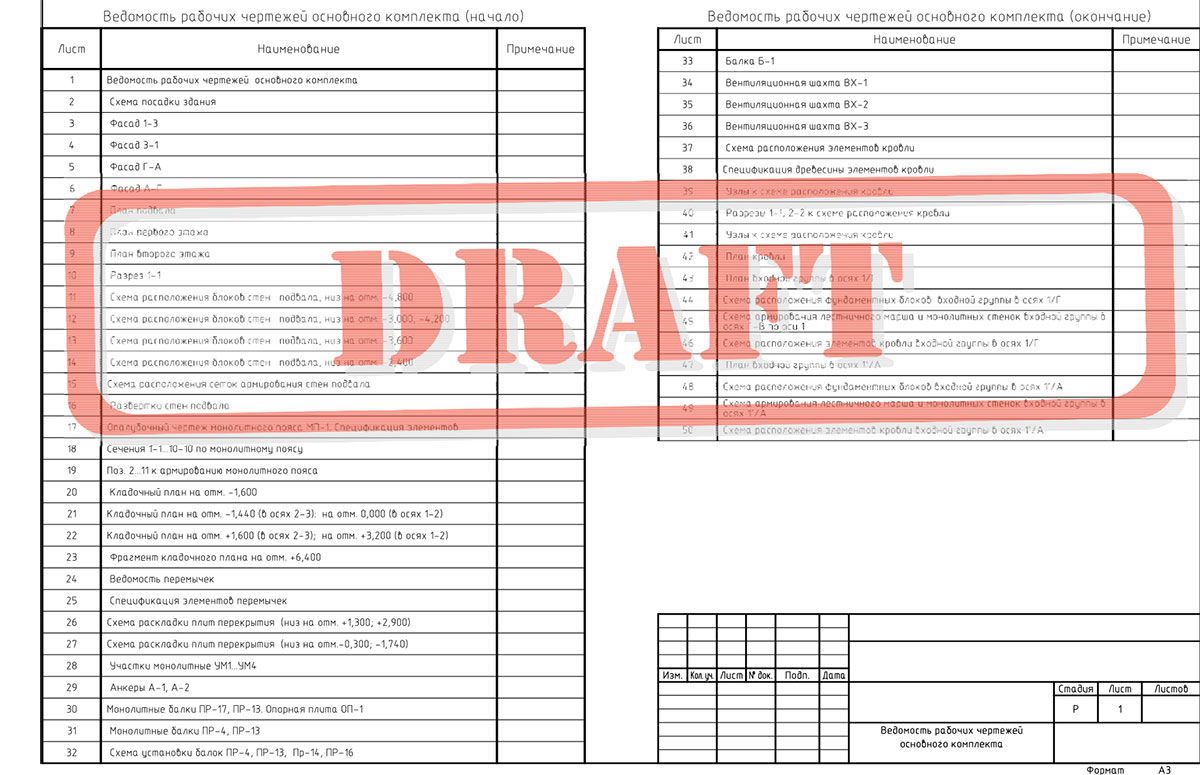 Ведомость рабочих чертежей основного комплекта (начало)
Лист Наименование Примечание
1 Ведомость рабочих чертежей основного комплекта
2 Схема посадки здания
3 Фасад 1-3
4 Фасад 3-1
5 Фасад Г-А
6 Фасад А-Г
7 План подвала
8 План первого этажа
9 План второго этажа
10 Разрез 1-1
11 Схема расположения блоков стен подвала, низ на отм. -4,800
12 Схема расположения блоков стен подвала, низ на отм. -3,000, -4,200
13 Схема расположения блоков стен подвала, низ на отм. -3,600
14 Схема расположения блоков стен подвала, низ на отм. ,400
15 Схема расположения сеток армирования стен подвала
16 Развертки стен подвала
17 Опалубочный чертеж монолитного пояса МП-1. Спецификация элементов
18 Сечения 1-1...10-10 по монолитному поясу
19 Поз. 2...11 к армированию монолитного пояса
20 Кладочный план на отм. -1,600
21 Кладочный план на отм. -1,440 (в осях 2-3); на отм. 0,000 (в осях 1-2)
22 Кладочный план на отм. +1,600 (в осях 2-3); на отм. +3,200 (в осях 1-2)
23 Фрагмент кладочного плана на отм. +6,400
24 Ведомость перемычек
25 Спецификация элементов перемычек
26 Схема раскладки плит перекрытия (низ на отм. +1,300; +2,900)
27 Схема раскладки плит перекрытия (низ на отм.-0,300; -1,740)
28 Участки монолитные УМ1...УМ4
29 Анкеры А-1, А-2
30 Монолитные балки ПР-17, ПР-13. Опорная плита ОП-1
31 Монолитные балки ПР-4, ПР-13
32 Схема установки балок ПР-4, ПР-13, Пр-14, ПР-16
Ведомость рабочих чертежей основного комплекта (окончание)
Лист Наименование Примечание
33 Балка Б-1
34 Вентиляционная шахта ВХ-1
35 Вентиляционная шахта ВХ-2
36 Вентиляционная шахта ВХ-3
37 Схема расположения элементов кровли
38 Спецификация древесины элементов кровли
39 Узлы к схеме расположения кровли
40 Разрезы 1-1, 2-2 к схеме расположения кровли
41 Узлы к схеме расположения кровли
42 План кровли
43 План входной группы в осях 1/Г
44 Схема расположения фундаментных блоков входной группы в осях 1/Г
45 Схема армирования лестничного марша и монолитных стенок входной группы в
осях -В по оси 1
46 Схема расположения элементов кровли входной группы в осях 1/Г
47 План входной группы в осях 1'/А
48 Схема расположения фундаментных блоков входной группы в осях 1'/А
49 Схема армирования лестничного марша и монолитных стенок входной группы в
осях 1'/А
50 Схема расположения элементов кровли входной группы в осях 1'/А
DRAFT
Изм. Кол.уч. Лист № док. Подп. Дата
Стадия Лист Листов
Р 1
Ведомость рабочих чертежей
основного комплекта
Формат А3